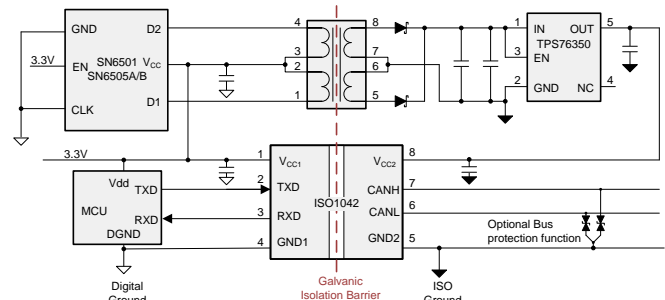 GND
D2
4
8
1
IN
OUT
5
3.3V
EN
SN6501
VCC
SN6505A/B
3
2
7
6
3
TPS76350
EN
2
GND
NC
4
CLK
D1
1
5
3.3V
1
VCC1
VCC2
8
Vdd
TXD
2
TXD
CANH
7
MCU
ISO1042
RXD
3
RXD
CANL
6
DGND
4
GND1
GND2
5
Optional Bus
protection function
Digital
Ground
Galvanic
Isolation Barrier
ISO
Ground